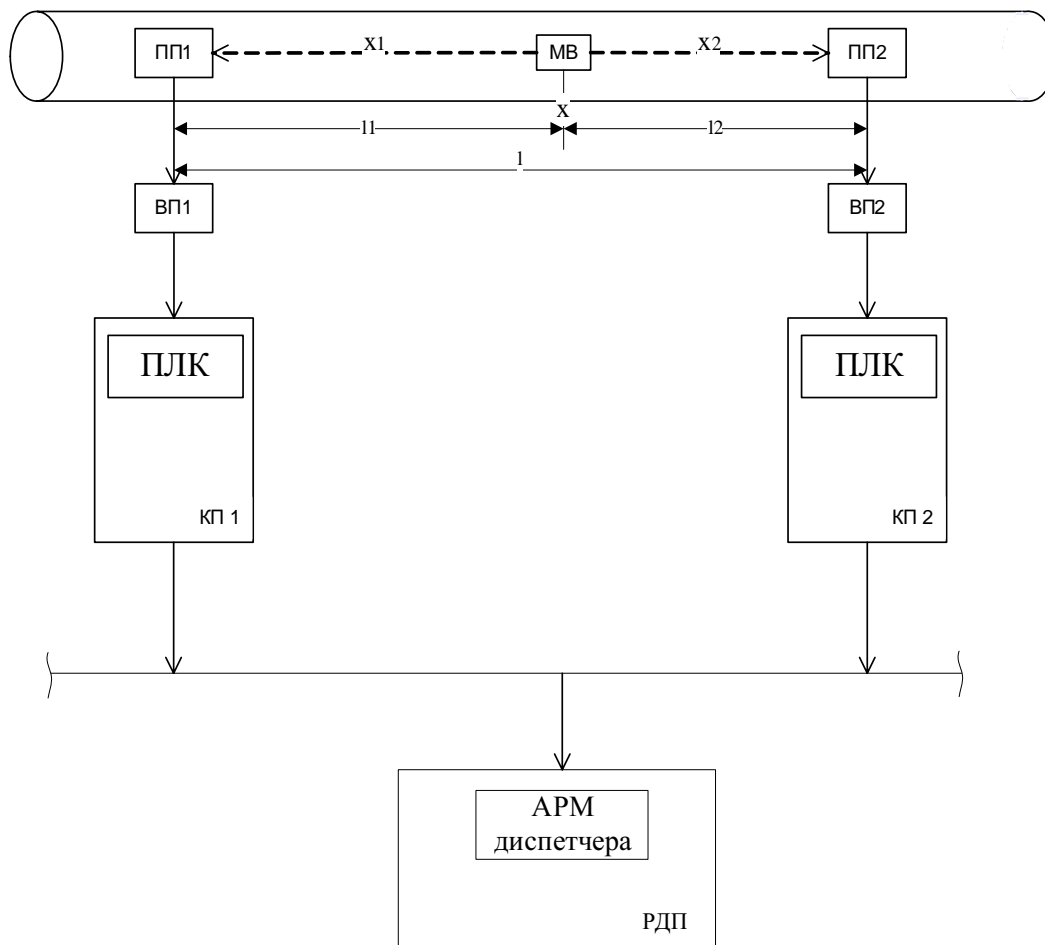 ПП1
x1
МВ
x2
ПП2
x
l1
l2
l
ВП1
ВП2
ПЛК
ПЛК
КП 1
КП 2
АРМ
диспетчера
РДП